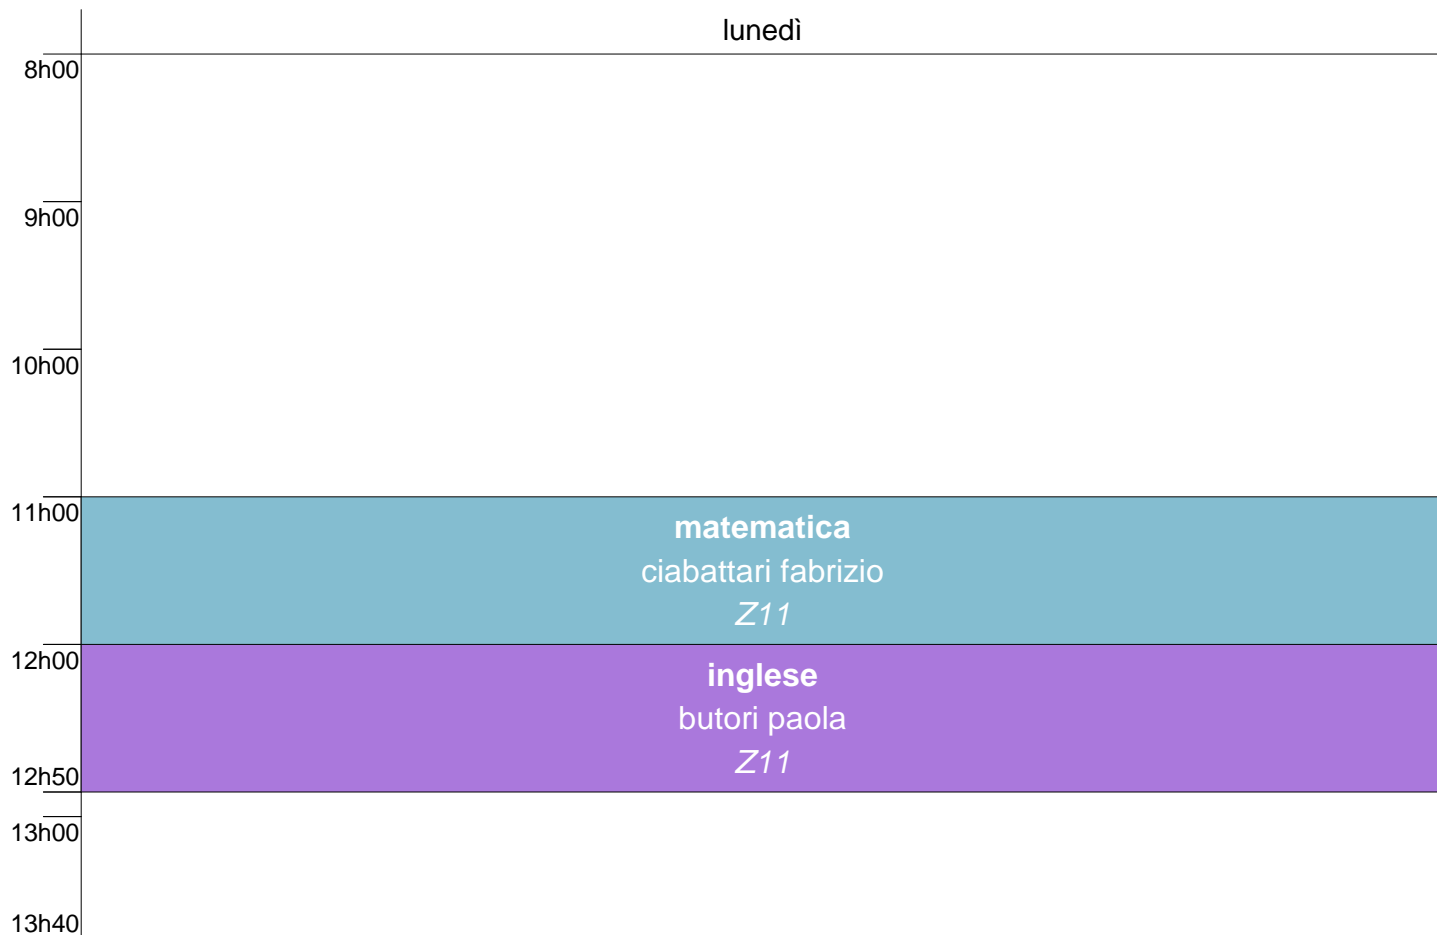 lunedì
8h00
9h00
10h00
11h00
matematica
ciabattari fabrizio
Z11
12h00
inglese
butori paola
Z11
12h50
13h00
13h40